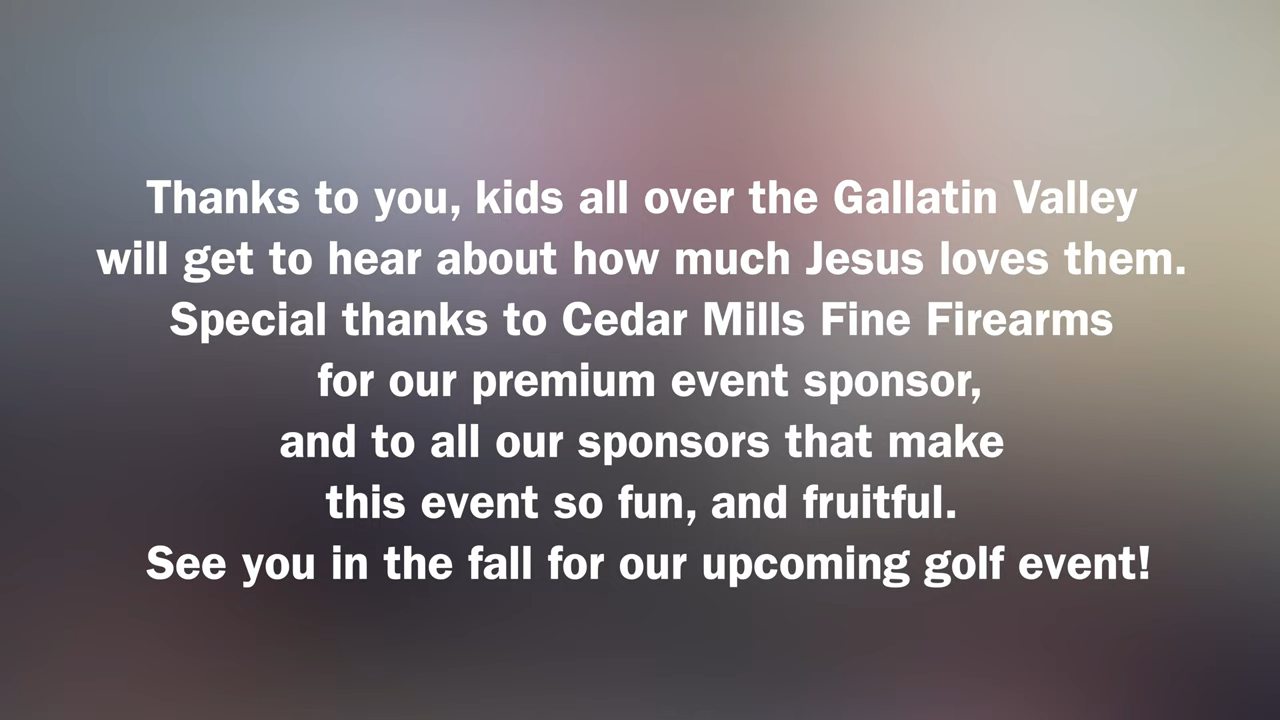 Thanks to you, kids all over the Gallatin Valley
will get to hear about how much Jesus loves them.
Special thanks to Cedar Mills Fine Firearms
for our premium event sponsor,
and to all our sponsors that make
this event so fun, and fruitful.
See you in the fall for our upcoming golf event!